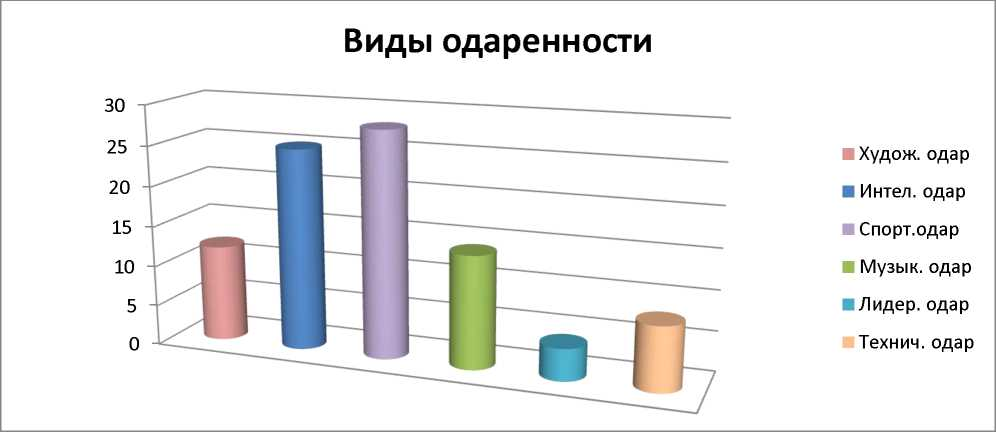 Виды одаренности
30
25
20
15
10
5
0
Худож. одар
Интел. одар
Спорт.одар
Музык. одар
Лидер. одар
Технич. одар